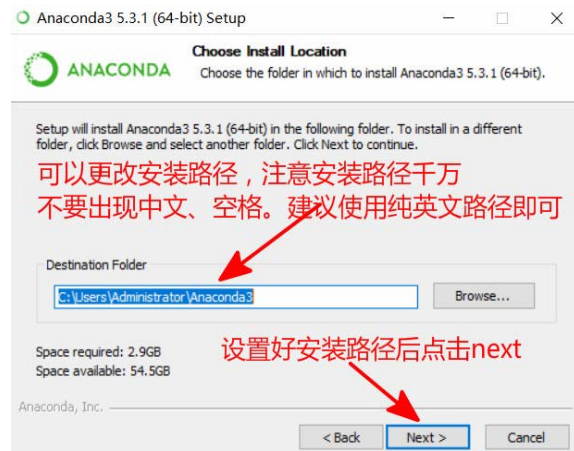 Anaconda3 5.3.1 (64-bit) Setup
ANACONDA
Choose Install Location
Choose the folder in which to install Anaconda3 5.3.1 (64-bit).
Setup will install Anaconda3 5.3.1 (64-bit) in the following folder. To install in a different
folder, click Browse and select another folder. Click Next to continue.
可以更改安装路径，注意安装路径千万
不要出现中文、空格。建议使用纯英文路径即可
Destination Folder
C:\Users\Administrator\Anaconda3
Browse...
Space required: 2.9GB
Space available: 54.5GB
设置好安装路径后点击next
Anaconda, Inc.
< Back
Next >
Cancel